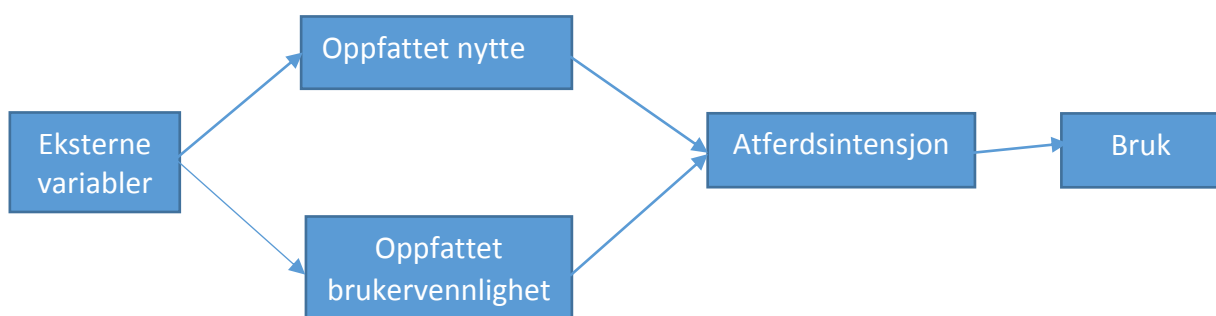 Oppfattet nytte
Eksterne
variabler
Atferdsintensjon
Bruk
Oppfattet
brukervennlighet